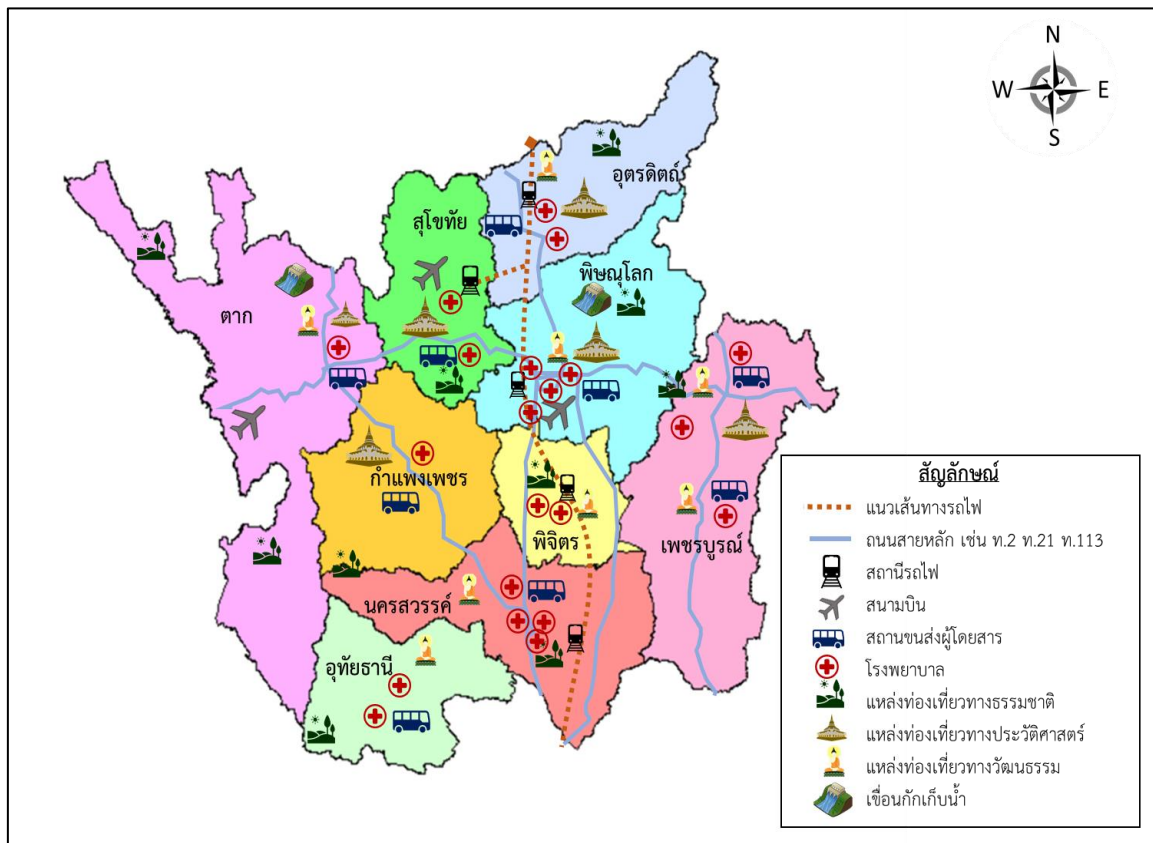 N
W E
S
อุตรดิตถ์
สุโขทัย
พิษณุโลก
ตาก
กำแพงเพชร
พิจิตร
เพชรบูรณ์
นครสวรรค์
อุทัยธานี
สัญลักษณ์
แนวเส้นทางรถไฟ
ถนนสายหลัก เช่น ท.2 ท.21 ท.113
สถานีรถไฟ
สนามบิน
สถานขนส่งผู้โดยสาร
โรงพยาบาล
แหล่งท่องเที่ยวทางธรรมชาติ
แหล่งท่องเที่ยวทางประวัติศาสตร์
แหล่งท่องเที่ยวทางวัฒนธรรม
เขื่อนกักเก็บน้ำ